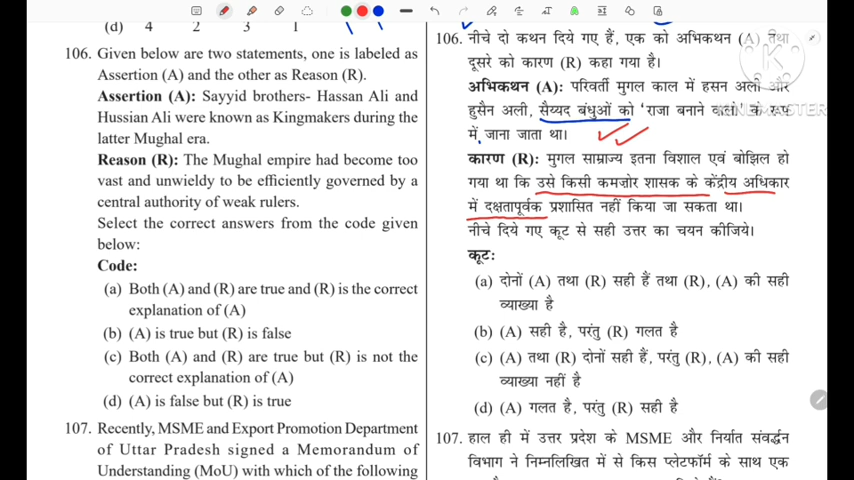 (d) 4 2 3 1
106. Given below are two statements, one is labeled as
Assertion (A) and the other as Reason (R).
Assertion (A): Sayyid brothers- Hassan Ali and
Hussian Ali were known as Kingmakers during the
latter Mughal era.
Reason (R): The Mughal empire had become too
vast and unwieldy to be efficiently governed by a
central authority of weak rulers.
Select the correct answers from the code given
below:
Code:
(a) Both (A) and (R) are true and (R) is the correct
explanation of (A)
(b) (A) is true but (R) is false
(c) Both (A) and (R) are true but (R) is not the
correct explanation of (A)
(d) (A) is false but (R) is true
107. Recently, MSME and Export Promotion Department
of Uttar Pradesh signed a Memorandum of
Understanding (MoU) with which of the following
106. नीचे दो कथन दिये गए हैं, एक को अभिकथन (A) तथा
दूसरे को कारण (R) कहा गया है।
अभिकथन (A): परिवर्ती मुगल काल में हसन अली और
हुसैन अली, सैय्यद बंधुओं को 'राजा बनाने वालों' के रूप
में जाना जाता था।
कारण (R): मुगल साम्राज्य इतना विशाल एवं बोझिल हो
गया था कि उसे किसी कमज़ोर शासक के केंद्रीय अधिकार
में दक्षतापूर्वक प्रशासित नहीं किया जा सकता था।
नीचे दिये गए कूट से सही उत्तर का चयन कीजिये।
कूटः
(a) दोनों (A) तथा (R) सही हैं तथा (R), (A) की सही
व्याख्या है
(b) (A) सही है, परंतु (R) गलत है
(c) (A) तथा (R) दोनों सही हैं, परंतु (R), (A) की सही
व्याख्या नहीं है
(d) (A) गलत है, परंतु (R) सही है
107. हाल ही में उत्तर प्रदेश के MSME और निर्यात संवर्द्धन
विभाग ने निम्नलिखित में से किस प्लेटफॉर्म के साथ एक
KINEMASTER